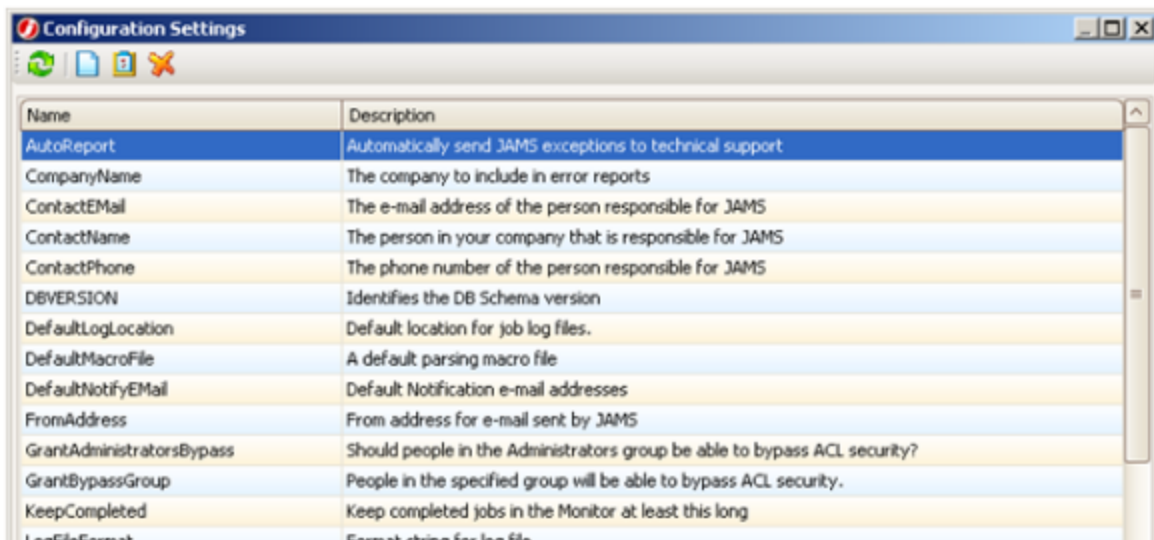 Configuration Settings
Name Description
AutoReport Automatically send JAMS exceptions to technical support
CompanyName The company to include in error reports
ContactEMail The e-mail address of the person responsible for JAMS
ContactName The person in your company that is responsible for JAMS
ContactPhone The phone number of the person responsible for JAMS
DBVERSION Identifies the DB Schema version
DefaultLogLocation Default location for job log files.
DefaultMacroFile A default parsing macro file
DefaultNotifyEMail Default Notification e-mail addresses
FromAddress From address for e-mail sent by JAMS
GrantAdministratorsBypass Should people in the Administrators group be able to bypass ACL security?
GrantBypassGroup People in the specified group will be able to bypass ACL security.
KeepCompleted Keep completed jobs in the Monitor at least this long
LogFileFormat Format string for log file